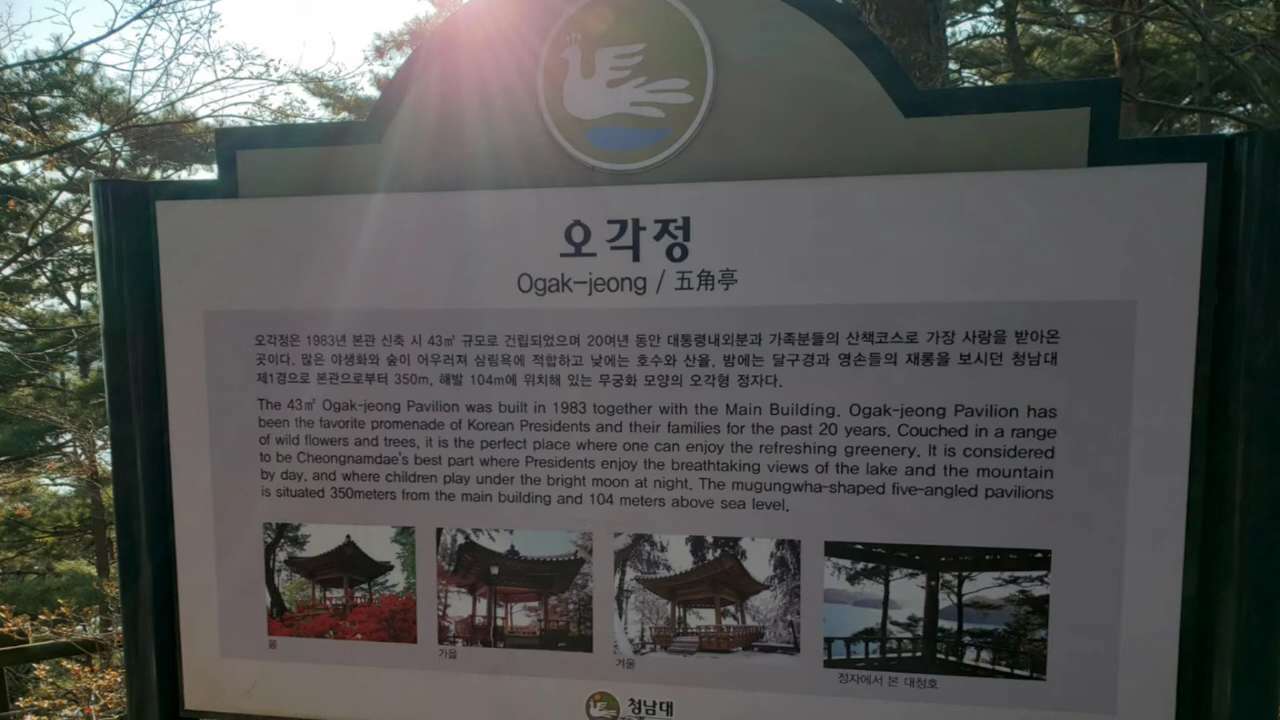 오각정
Ogak-jeong / 五角亭
오각정은 1983년 본관 신축 시 43㎡ 규모로 건립되었으며 20여년 동안 대통령내외분과 가족분들의 산책코스로 가장 사랑을 받아온
곳이다. 많은 야생화와 숲이 어우러져 삼림욕에 적합하고 낮에는 호수와 산을, 밤에는 달구경과 영손들의 재롱을 보시던 청남대
제1경으로 본관으로부터 350m, 해발 104m에 위치해 있는 무궁화 모양의 오각형 정자다.
The 43㎡ Ogak-jeong Pavilion was built in 1983 together with the Main Building. Ogak-jeong Pavilion has
been the favorite promenade of Korean Presidents and their families for the past 20 years. Couched in a range
of wild flowers and trees, it is the perfect place where one can enjoy the refreshing greenery. It is considered
to be Cheongnamdae's best part where Presidents enjoy the breathtaking views of the lake and the mountain
by day, and where children play under the bright moon at night. The mugungwha-shaped five-angled pavilions
is situated 350meters from the main building and 104 meters above sea level.
봄
가을
겨울
정자에서 본 대청호
청남대